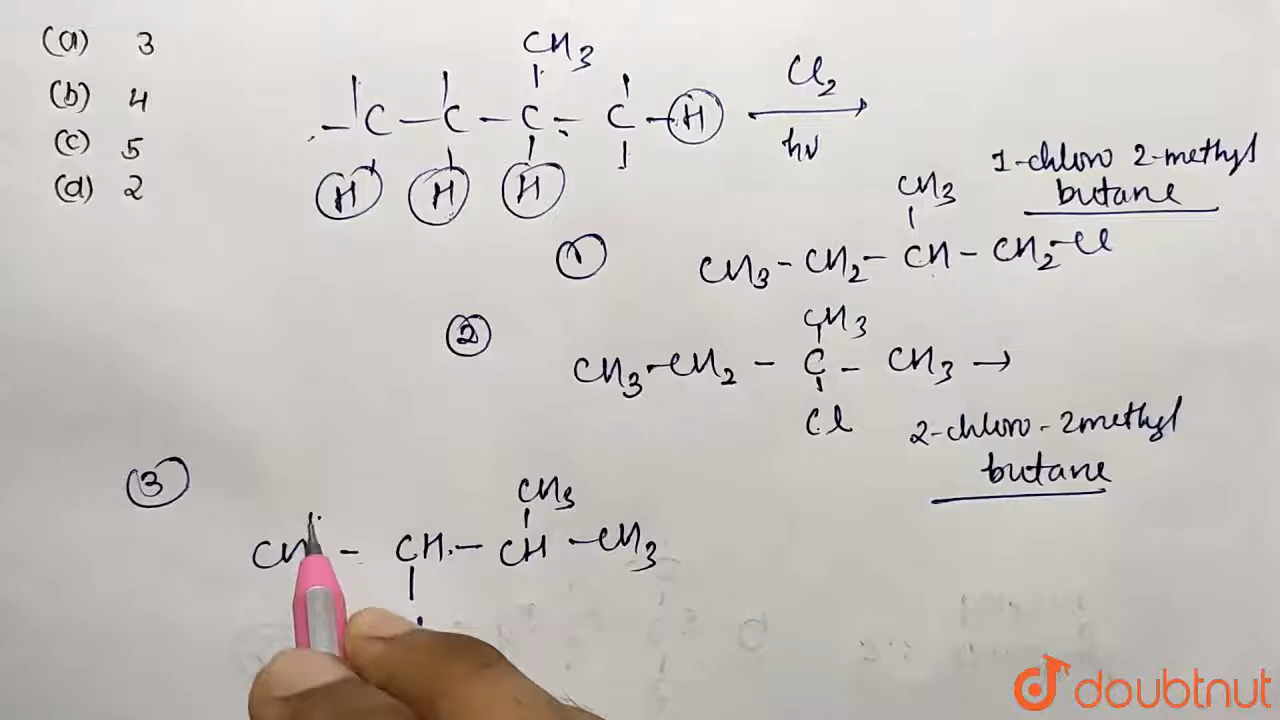 (a) 3
(b) 4
(c) 5
(d) 2
CH3
- C - C - C - C - H
H H H
Cl2
hν
1-chloro 2-methyl
butane
①
CH3
CH3 - CH2 - CH - CH2 - Cl
②
CH3
CH3 - CH2 - C - CH3 →
Cl
2-chloro - 2methyl
butane
③
CH3
CH - CH - CH - CH3
doubtnut